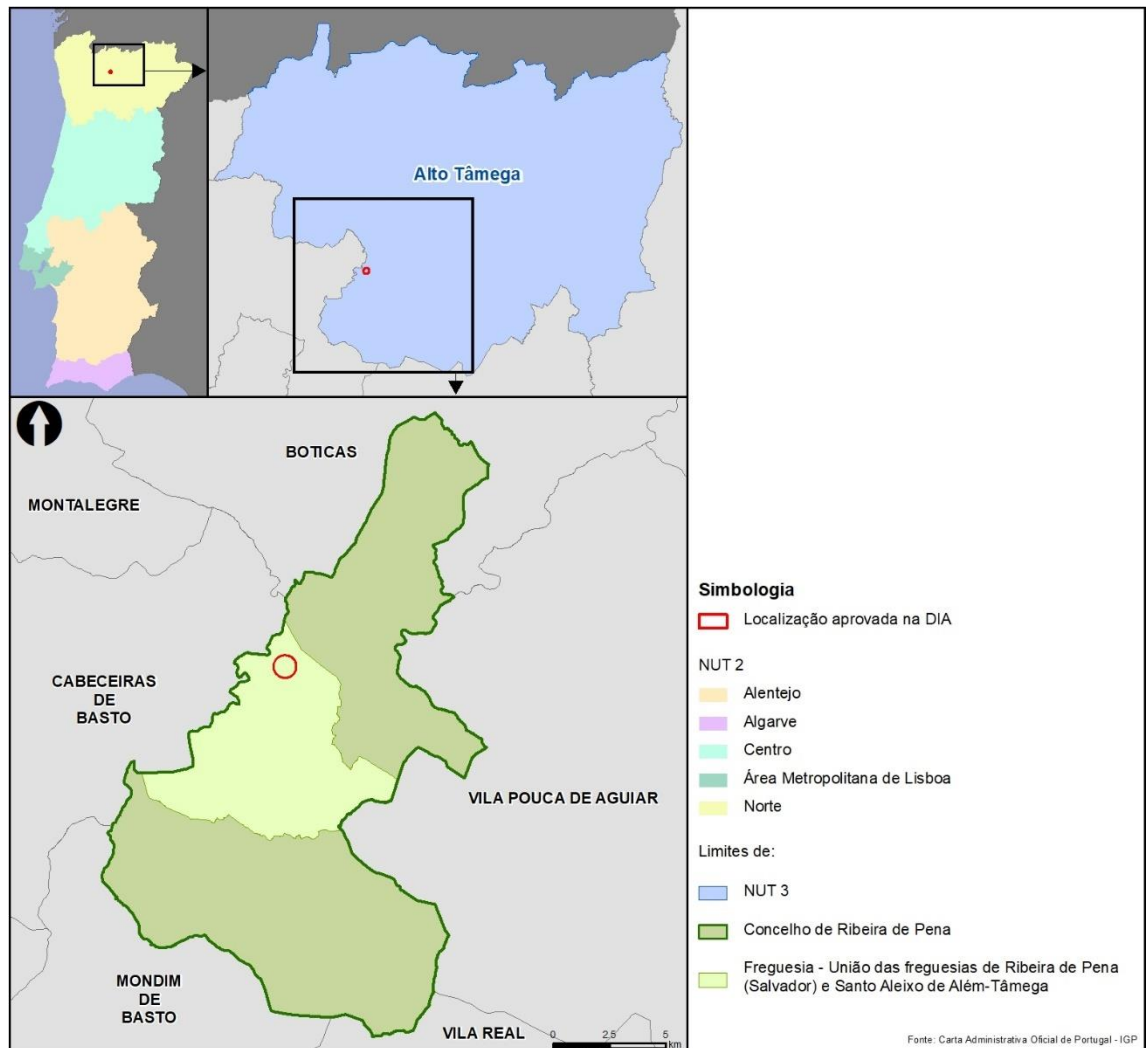 Alto Tâmega
BOTICAS
MONTALEGRE
CABECEIRAS
DE
BASTO
VILA POUCA DE AGUIAR
MONDIM
DE
BASTO
VILA REAL
0 2,5 5
km
Simbologia
Localização aprovada na DIA
NUT 2
Alentejo
Algarve
Centro
Área Metropolitana de Lisboa
Norte
Limites de:
NUT 3
Concelho de Ribeira de Pena
Freguesia - União das freguesias de Ribeira de Pena
(Salvador) e Santo Aleixo de Além-Tâmega
Fonte: Carta Administrativa Oficial de Portugal - IGP